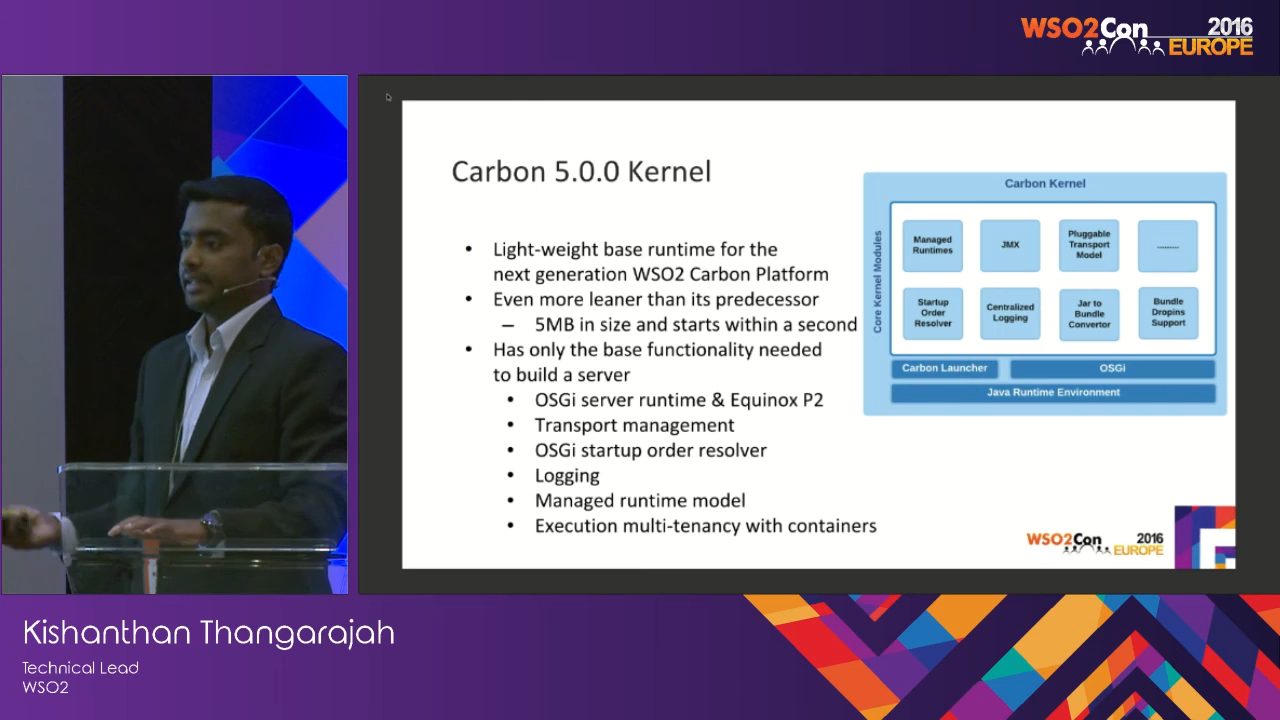 WSO2Con 2016
EUROPE
Carbon 5.0.0 Kernel
• Light-weight base runtime for the
next generation WSO2 Carbon Platform
• Even more leaner than its predecessor
– 5MB in size and starts within a second
• Has only the base functionality needed
to build a server
• OSGi server runtime & Equinox P2
• Transport management
• OSGi startup order resolver
• Logging
• Managed runtime model
• Execution multi-tenancy with containers
Carbon Kernel
Core Kernel Modules
Managed
Runtimes
JMX
Pluggable
Transport
Model
.........
Startup
Order
Resolver
Centralized
Logging
Jar to
Bundle
Convertor
Bundle
Dropins
Support
Carbon Launcher
OSGi
Java Runtime Environment
WSO2Con 2016
EUROPE
Kishanthan Thangarajah
Technical Lead
WSO2